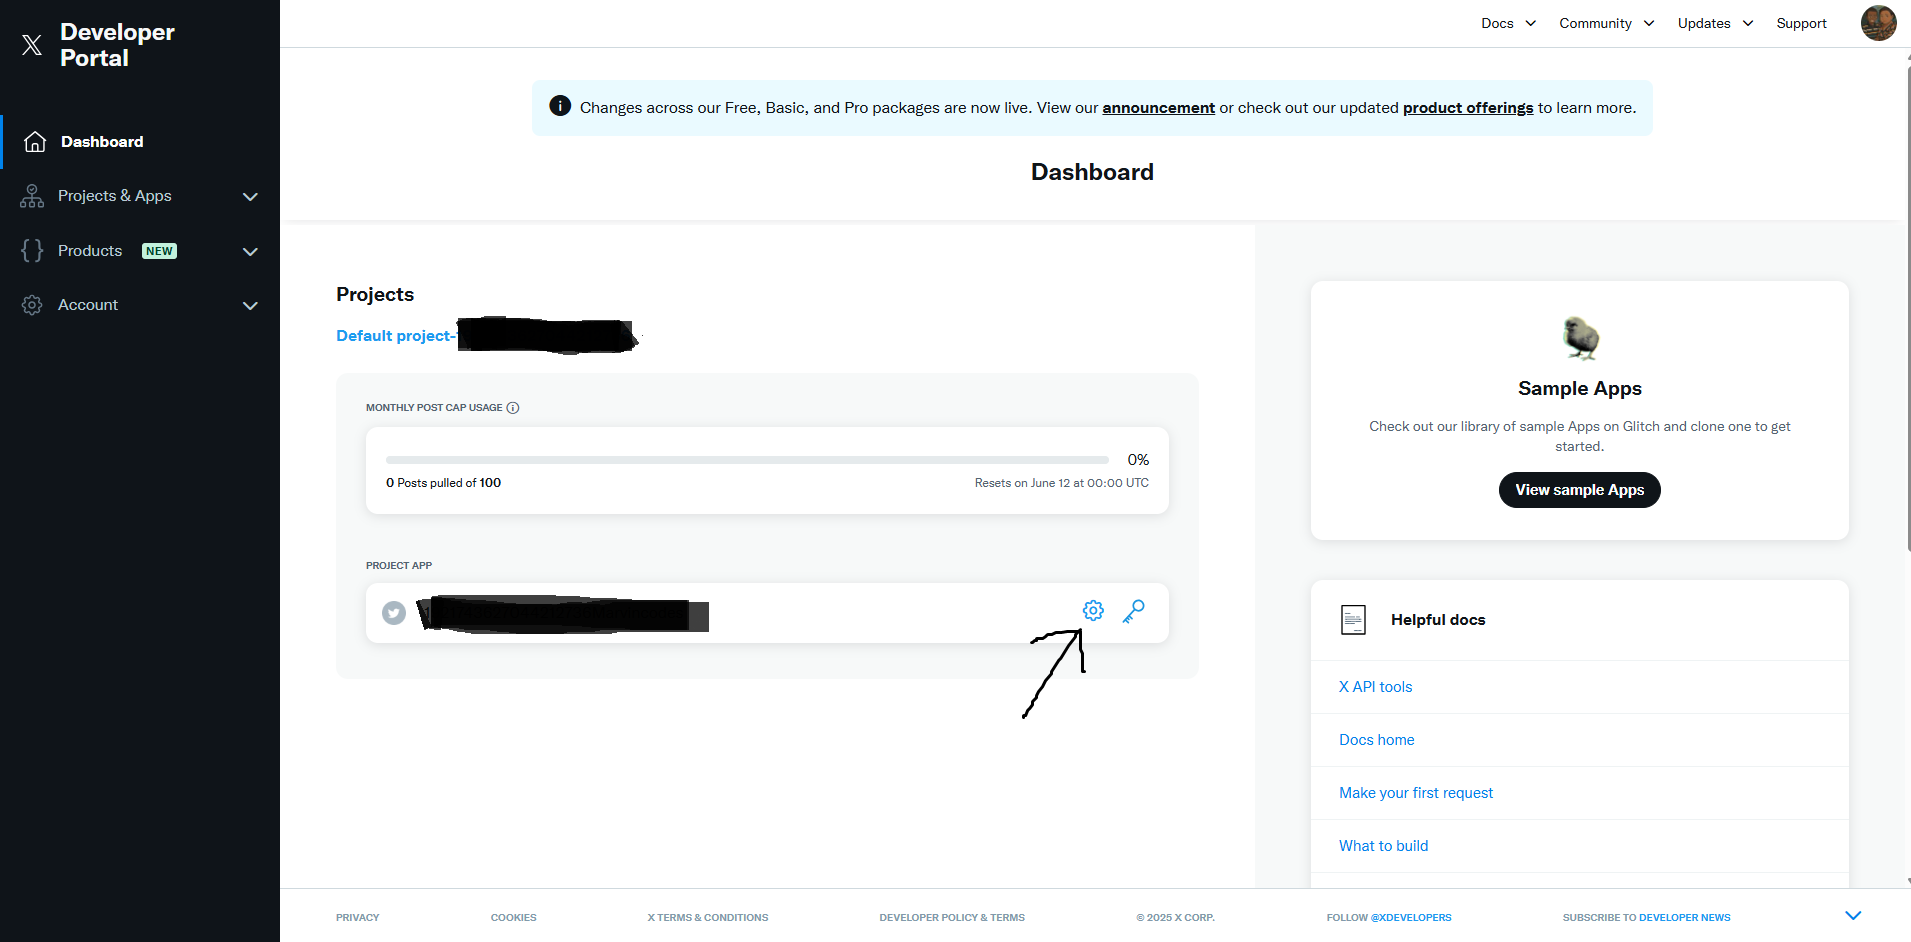 Developer
Portal
Dashboard
Projects & Apps
Products NEW
Account
Docs
Community
Updates
Support
Changes across our Free, Basic, and Pro packages are now live. View our announcement or check out our updated product offerings to learn more.
Dashboard
Projects
Default project-
MONTHLY POST CAP USAGE
0%
0 Posts pulled of 100
Resets on June 12 at 00:00 UTC
PROJECT APP
Sample Apps
Check out our library of sample Apps on Glitch and clone one to get
started.
View sample Apps
Helpful docs
X API tools
Docs home
Make your first request
What to build
PRIVACY
COOKIES
X TERMS & CONDITIONS
DEVELOPER POLICY & TERMS
© 2025 X CORP.
FOLLOW @XDEVELOPERS
SUBSCRIBE TO DEVELOPER NEWS